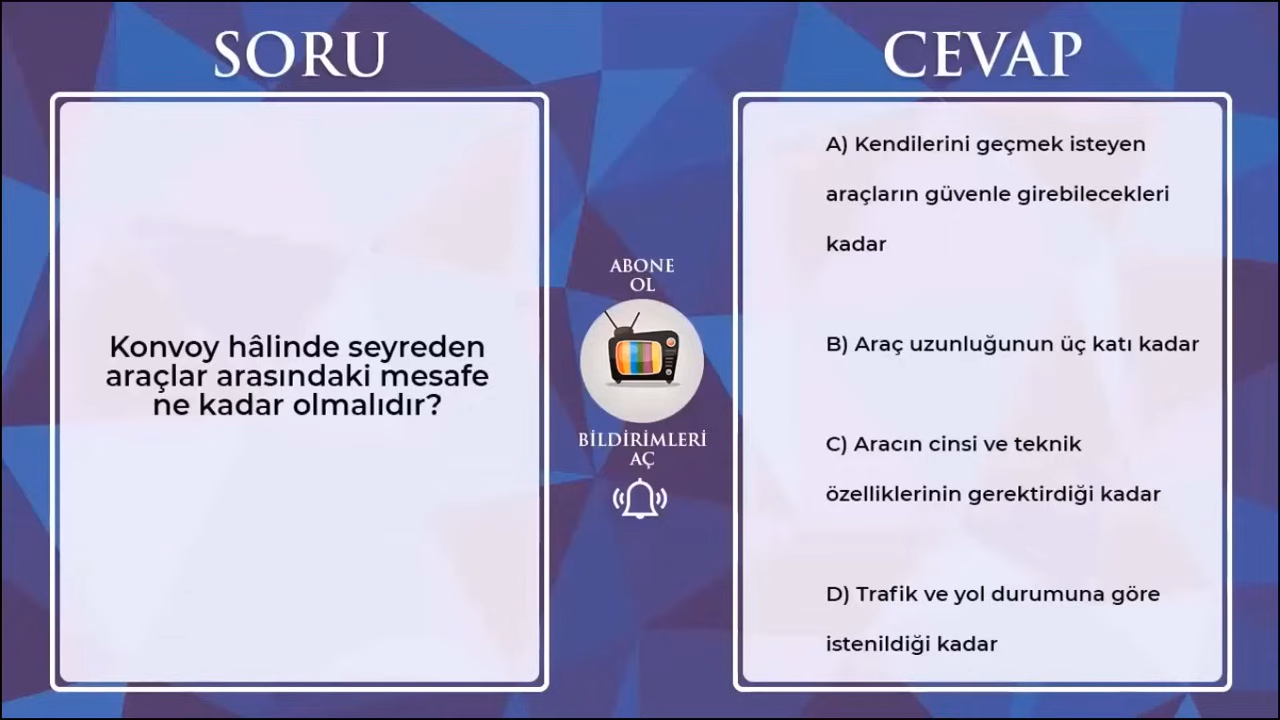 SORU
Konvoy hâlinde seyreden
araçlar arasındaki mesafe
ne kadar olmalıdır?
ABONE
OL
BİLDİRİMLERİ
AÇ
CEVAP
A) Kendilerini geçmek isteyen
araçların güvenle girebilecekleri
kadar
B) Araç uzunluğunun üç katı kadar
C) Aracın cinsi ve teknik
özelliklerinin gerektirdiği kadar
D) Trafik ve yol durumuna göre
istenildiği kadar